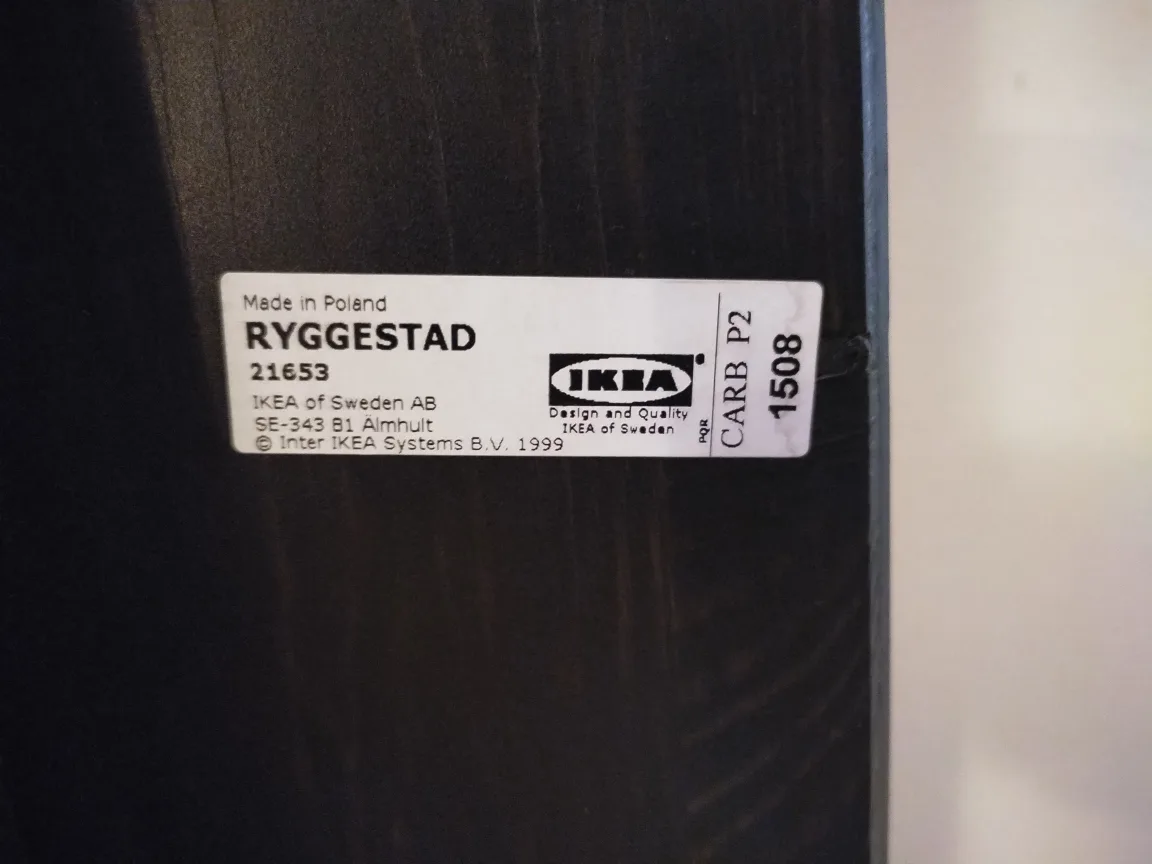 Made in Poland
RYGGESTAD
21653
IKEA of Sweden AB
SE-343 81 Älmhult
© Inter IKEA Systems B.V. 1999
IKEA
Design and Quality
IKEA of Sweden
PQR
CARB P2
1508